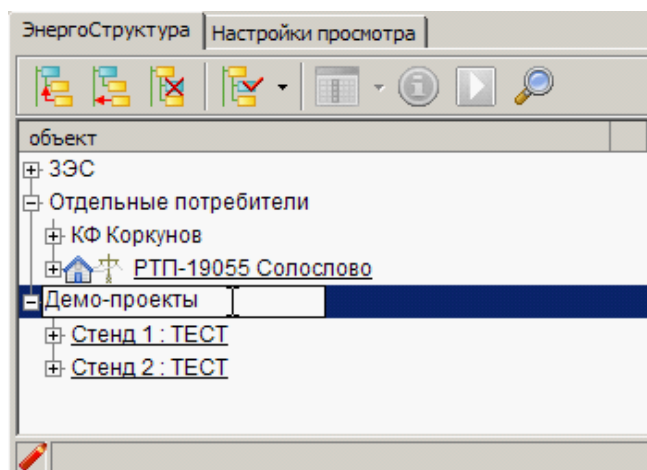 ЭнергоСтруктура Настройки просмотра
объект
ЗЭС
Отдельные потребители
КФ Коркунов
РТП-19055 Солослово
Демо-проекты
Стенд 1 : ТЕСТ
Стенд 2 : ТЕСТ